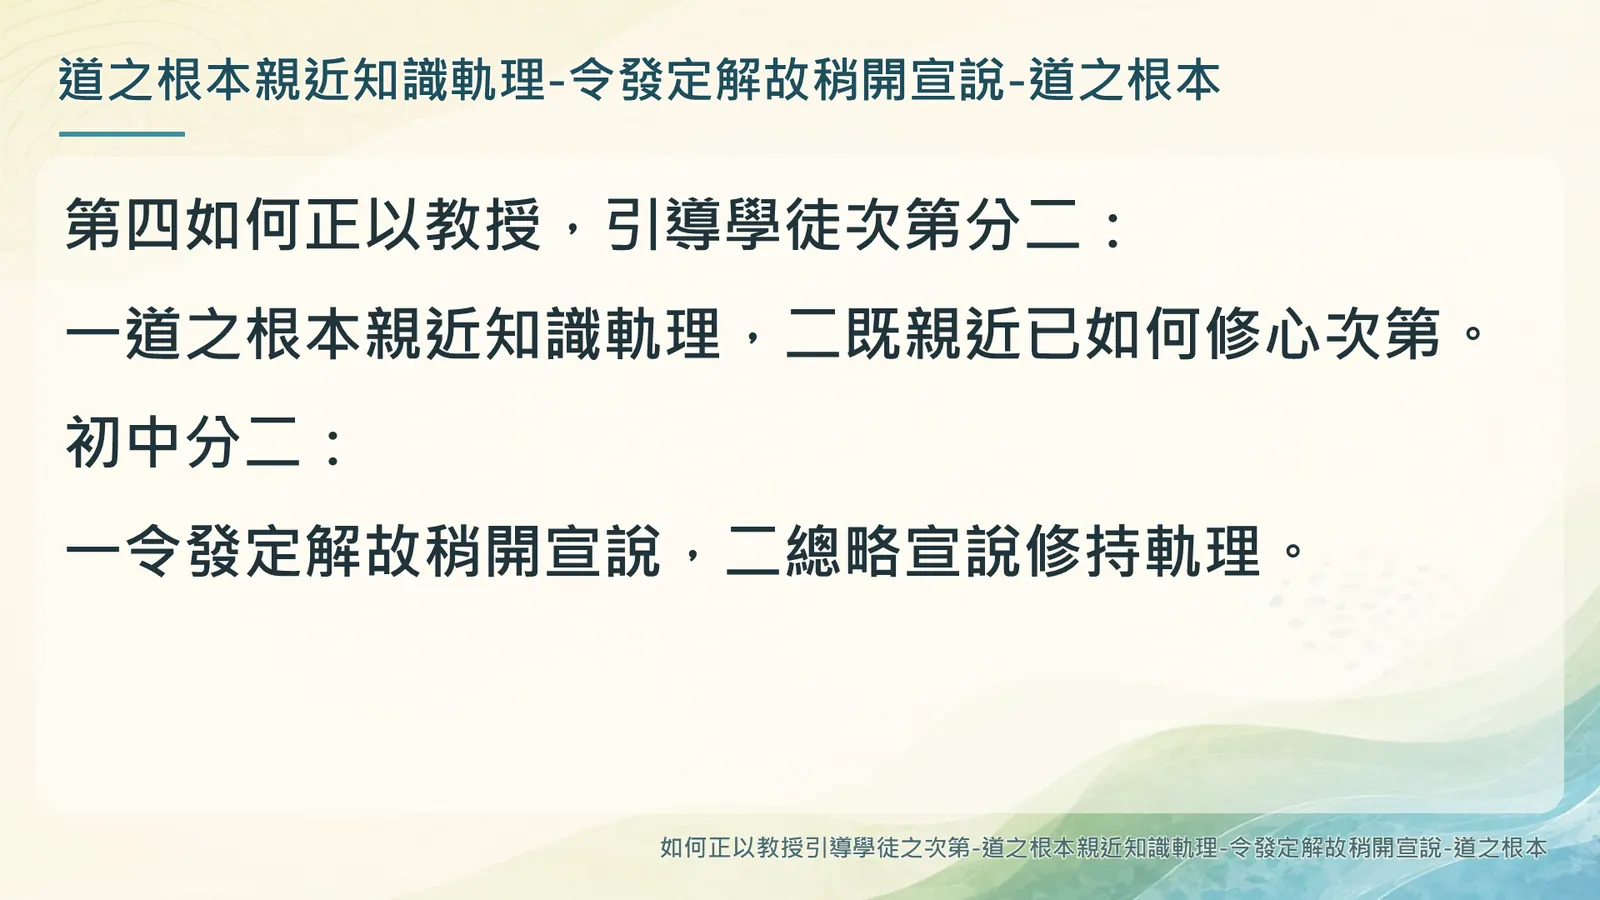 道之根本親近知識軌理-令發定解故稍開宣說-道之根本
第四如何正以教授，引導學徒次第分二：
一道之根本親近知識軌理，二既親近已如何修心次第。
初中分二：
一令發定解故稍開宣說，二總略宣說修持軌理。
如何正以教授引導學徒之次第-道之根本親近知識軌理-令發定解故稍開宣說-道之根本